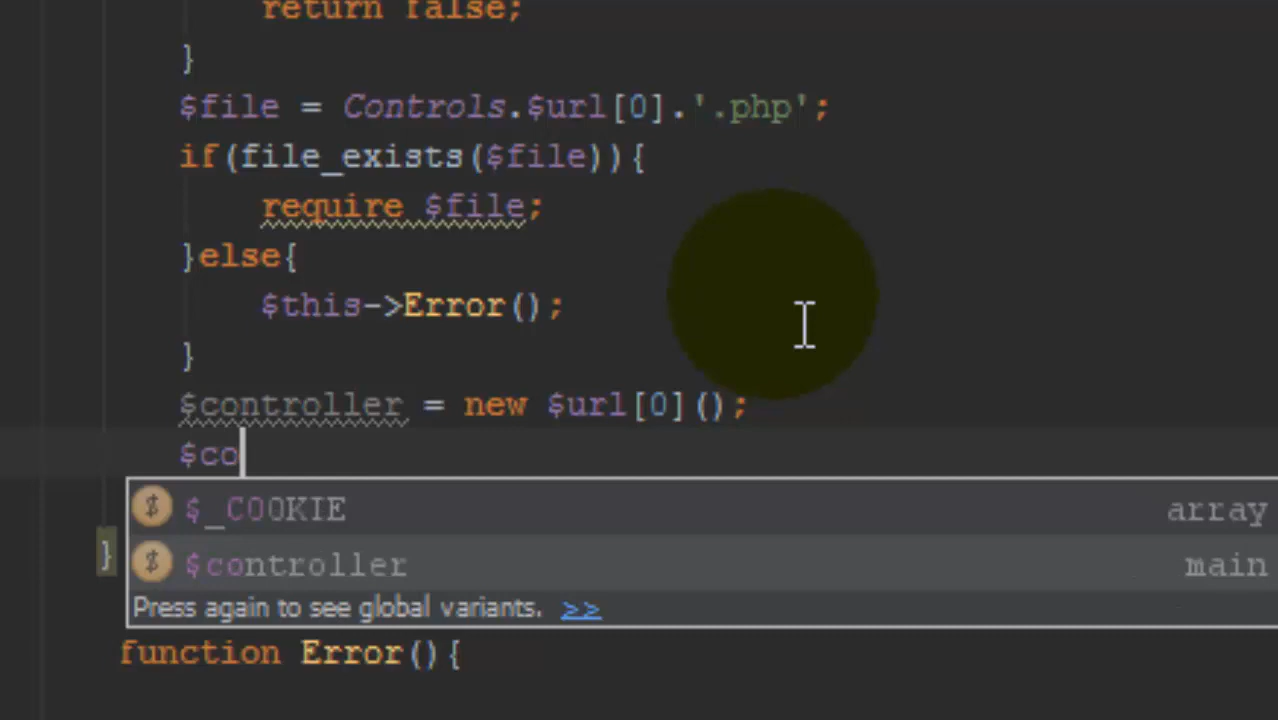 return false;
}
$file = Controls.$url[0].'.php';
if(file_exists($file)){
require $file;
}else{
$this->Error();
}
$controller = new $url[0]();
$co
$_COOKIE array
$controller main
Press again to see global variants. >>
}
function Error(){